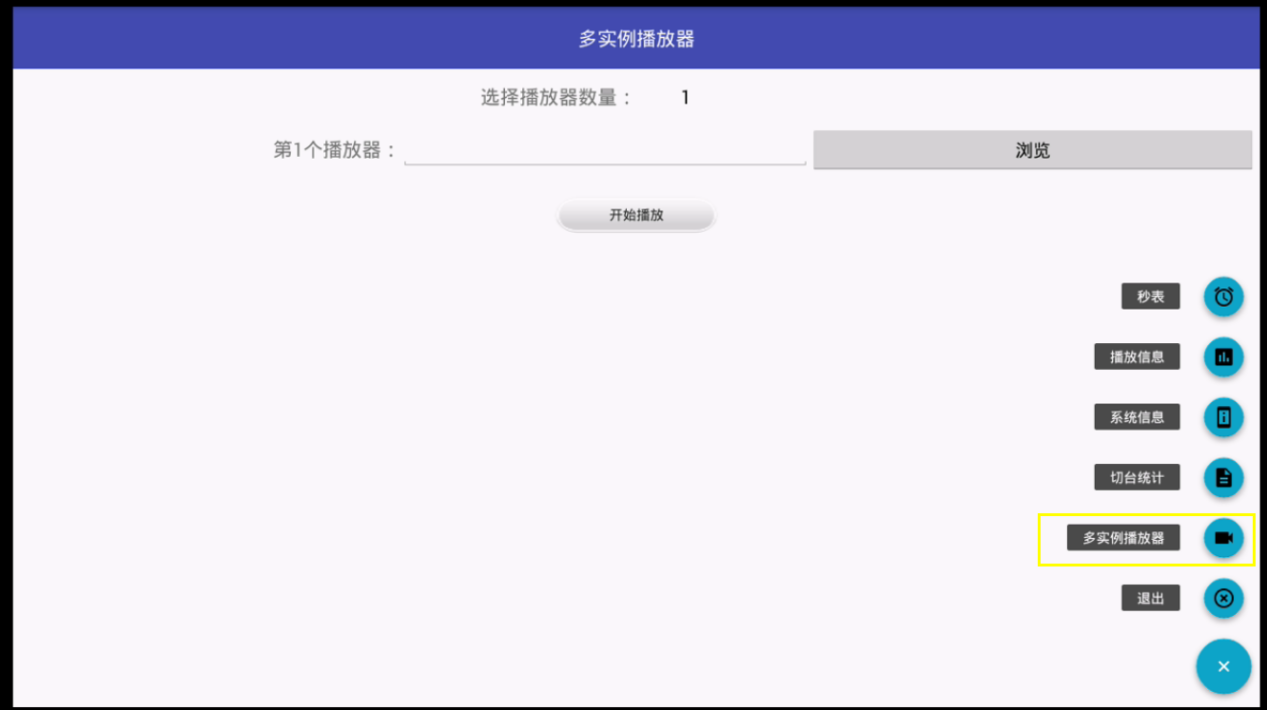 多实例播放器
选择播放器数量： 1
第1个播放器： 浏览
开始播放
秒表
播放信息
系统信息
切台统计
多实例播放器
退出